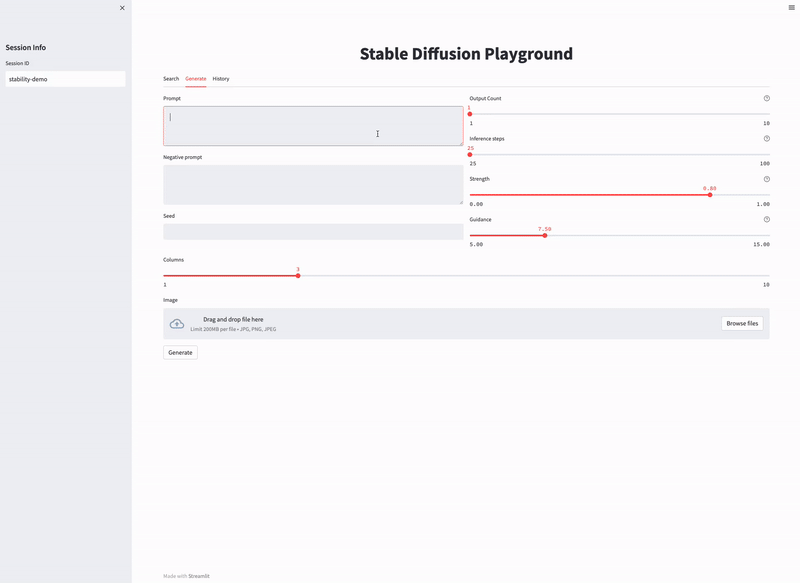 Session Info
Session ID
stability-demo
Stable Diffusion Playground
Search Generate History
Prompt
Negative prompt
Seed
Output Count
1
1 10
Inference steps
25
25 100
Strength
0.80
0.00 1.00
Guidance
7.50
5.00 15.00
Columns
3
1 10
Image
Drag and drop file here
Limit 200MB per file • JPG, PNG, JPEG
Browse files
Generate
Made with Streamlit